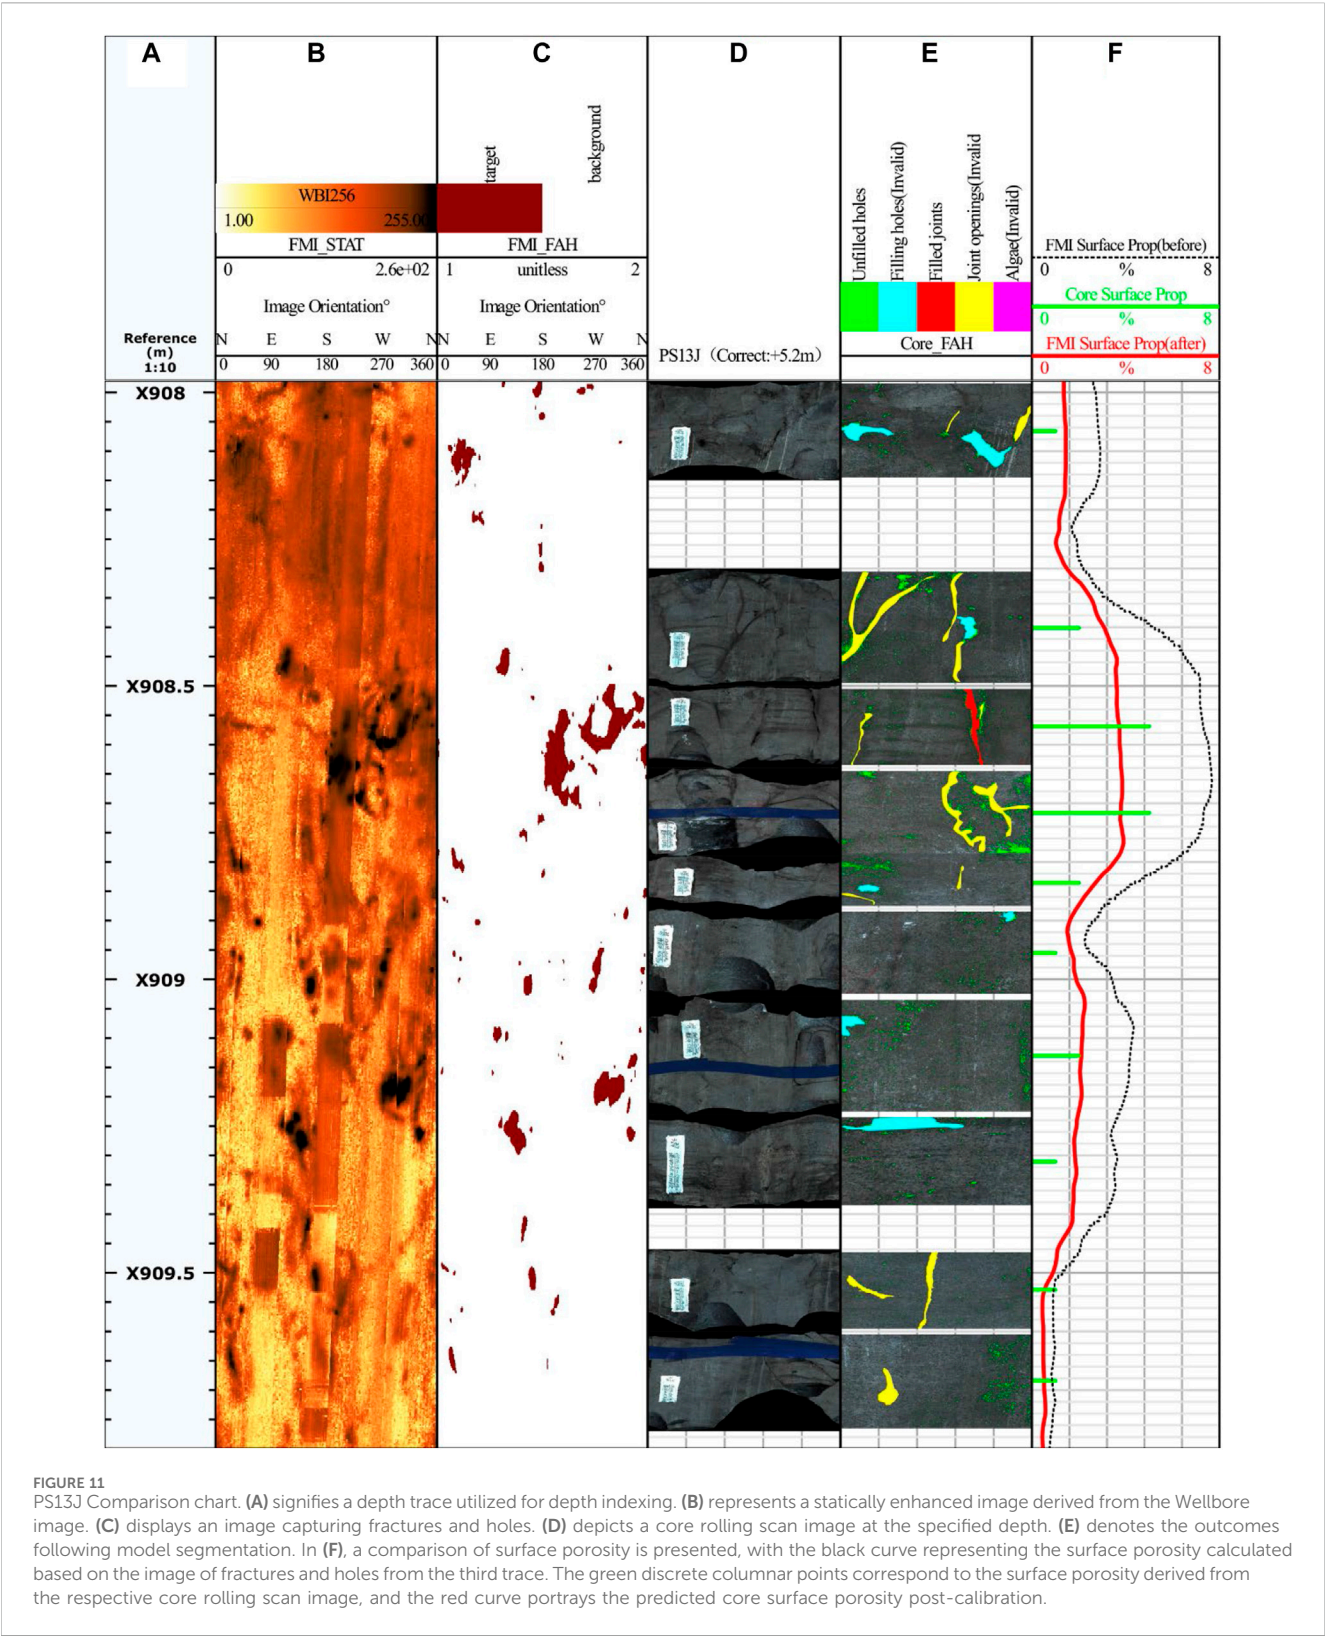 A
B
C
D
E
F
target
background
Unfilled holes
Filling holes(Invalid)
Filled joints
Joint openings(Invalid
Algae(Invalid)
WBI256
1.00
255.00
FMI_STAT
0
2.6e+02
Image Orientation°
N E S W N
0 90 180 270 360
FMI_FAH
1 unitless 2
Image Orientation°
N E S W N
0 90 180 270 360
Reference
(m)
1:10
PS13J (Correct:+5.2m)
Core_FAH
FMI Surface Prop(before)
0 % 8
Core Surface Prop
0 % 8
FMI Surface Prop(after)
0 % 8
X908
X908.5
X909
X909.5
FIGURE 11
PS13J Comparison chart. (A) signifies a depth trace utilized for depth indexing. (B) represents a statically enhanced image derived from the Wellbore
image. (C) displays an image capturing fractures and holes. (D) depicts a core rolling scan image at the specified depth. (E) denotes the outcomes
following model segmentation. In (F), a comparison of surface porosity is presented, with the black curve representing the surface porosity calculated
based on the image of fractures and holes from the third trace. The green discrete columnar points correspond to the surface porosity derived from
the respective core rolling scan image, and the red curve portrays the predicted core surface porosity post-calibration.